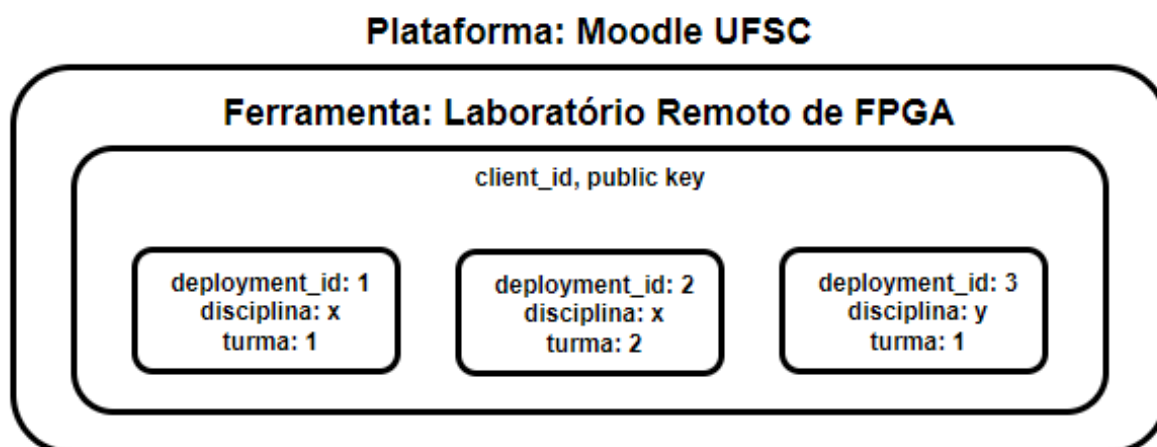 Plataforma: Moodle UFSC
Ferramenta: Laboratório Remoto de FPGA
client_id, public key
deployment_id: 1
disciplina: x
turma: 1
deployment_id: 2
disciplina: x
turma: 2
deployment_id: 3
disciplina: y
turma: 1